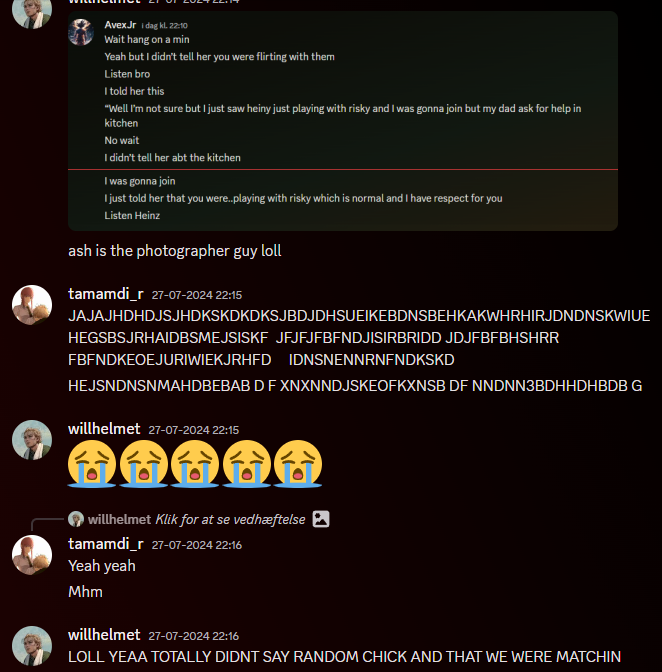 willhelmet 27-07-2024 22:14
AvexJr i dag kl. 22:10
Wait hang on a min
Yeah but I didn't tell her you were flirting with them
Listen bro
I told her this
"Well I'm not sure but I just saw heiny just playing with risky and I was gonna join but my dad ask for help in
kitchen
No wait
I didn't tell her abt the kitchen
I was gonna join
I just told her that you were..playing with risky which is normal and I have respect for you
Listen Heinz
ash is the photographer guy loll
tamamdi_r 27-07-2024 22:15
JAJAJHDHDJSJHDKSKDKDKSJBDJDHSUEIKEBDNSBEHKAKWHRHIRJDNDNSKWIUE
HEGSBSJRHAIDBSMEJSISKF JFJFJFBFNDJISIRBRIDD JDJFBFBHSHRR
FBFNDKEOEJURIWIEKJRHFD IDNSNENNRNFNDKSKD
HEJSNDNSNMAHDBEBAB D F XNXNNDJSKEOFKXNSB DF NNDNN3BDHHDHBDB G
willhelmet 27-07-2024 22:15
😭😭😭😭😭
willhelmet Klik for at se vedhæftelse
tamamdi_r 27-07-2024 22:16
Yeah yeah
Mhm
willhelmet 27-07-2024 22:16
LOLL YEAA TOTALLY DIDNT SAY RANDOM CHICK AND THAT WE WERE MATCHIN